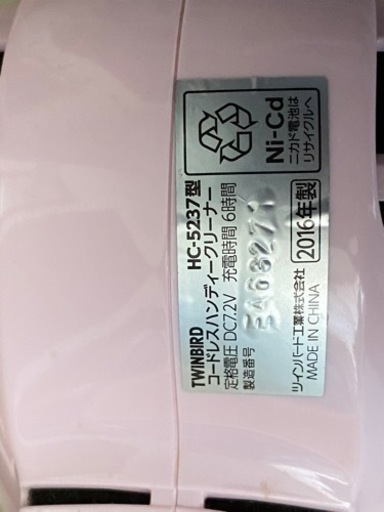 TWINBIRD HC-5237型
コードレスハンディークリーナー
定格電圧 DC7.2V 充電時間 6時間
製造番号
ツインバード工業株式会社 2016年製
MADE IN CHINA
Ni-Cd
ニカド電池は
リサイクルへ